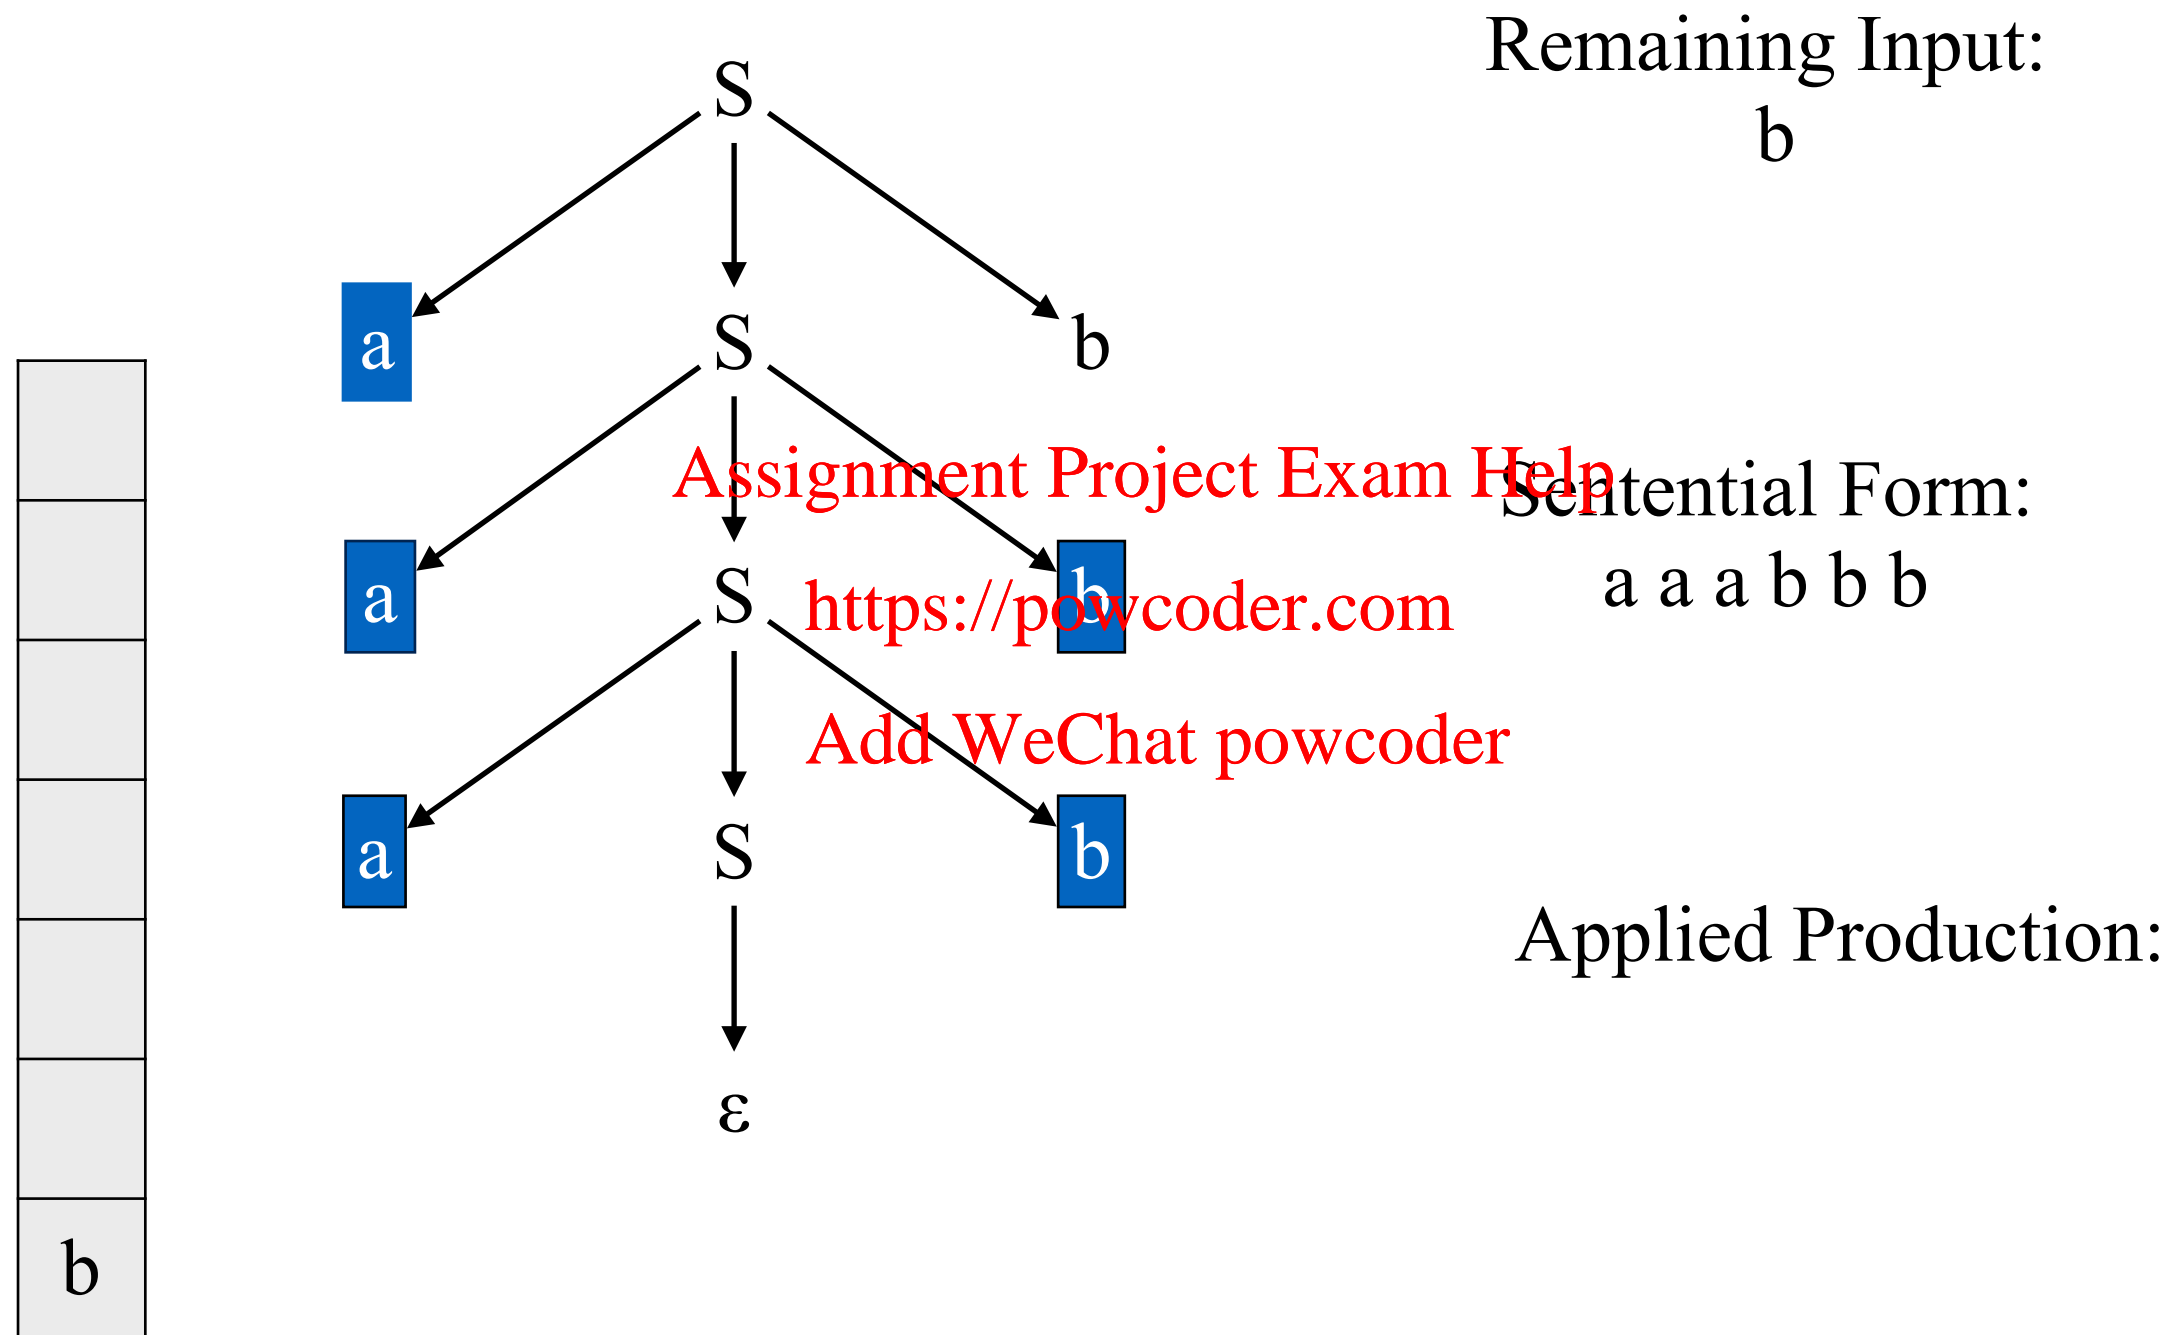 S
Remaining Input:
b
a S b
Assignment Project Exam Help
Sentential Form:
a a a b b b
a S b
https://powcoder.com
Add WeChat powcoder
a S b
Applied Production:
ε
b